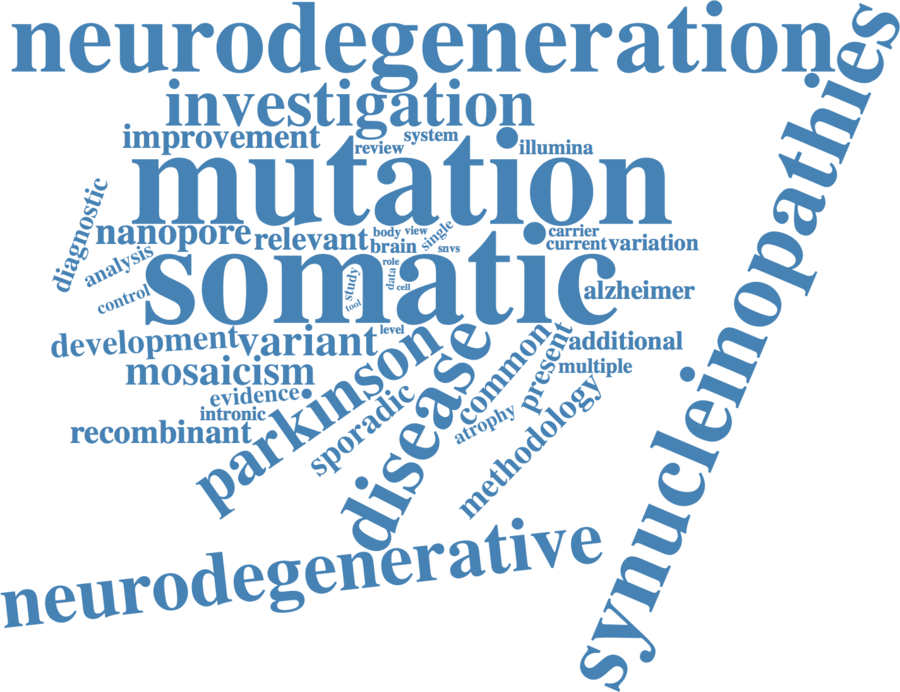 neurodegeneration
synucleinopathies
investigation
improvement
system
review
illumina
mutation
diagnostic
nanopore
relevant
body
view
single
carrier
brain
snvs
current
variation
analysis
somatic
role
data
cell
study
tool
control
alzheimer
development
variant
level
additional
mosaicism
parkinson
disease
common
present
multiple
evidence
intronic
sporadic
atrophy
methodology
recombinant
neurodegenerative